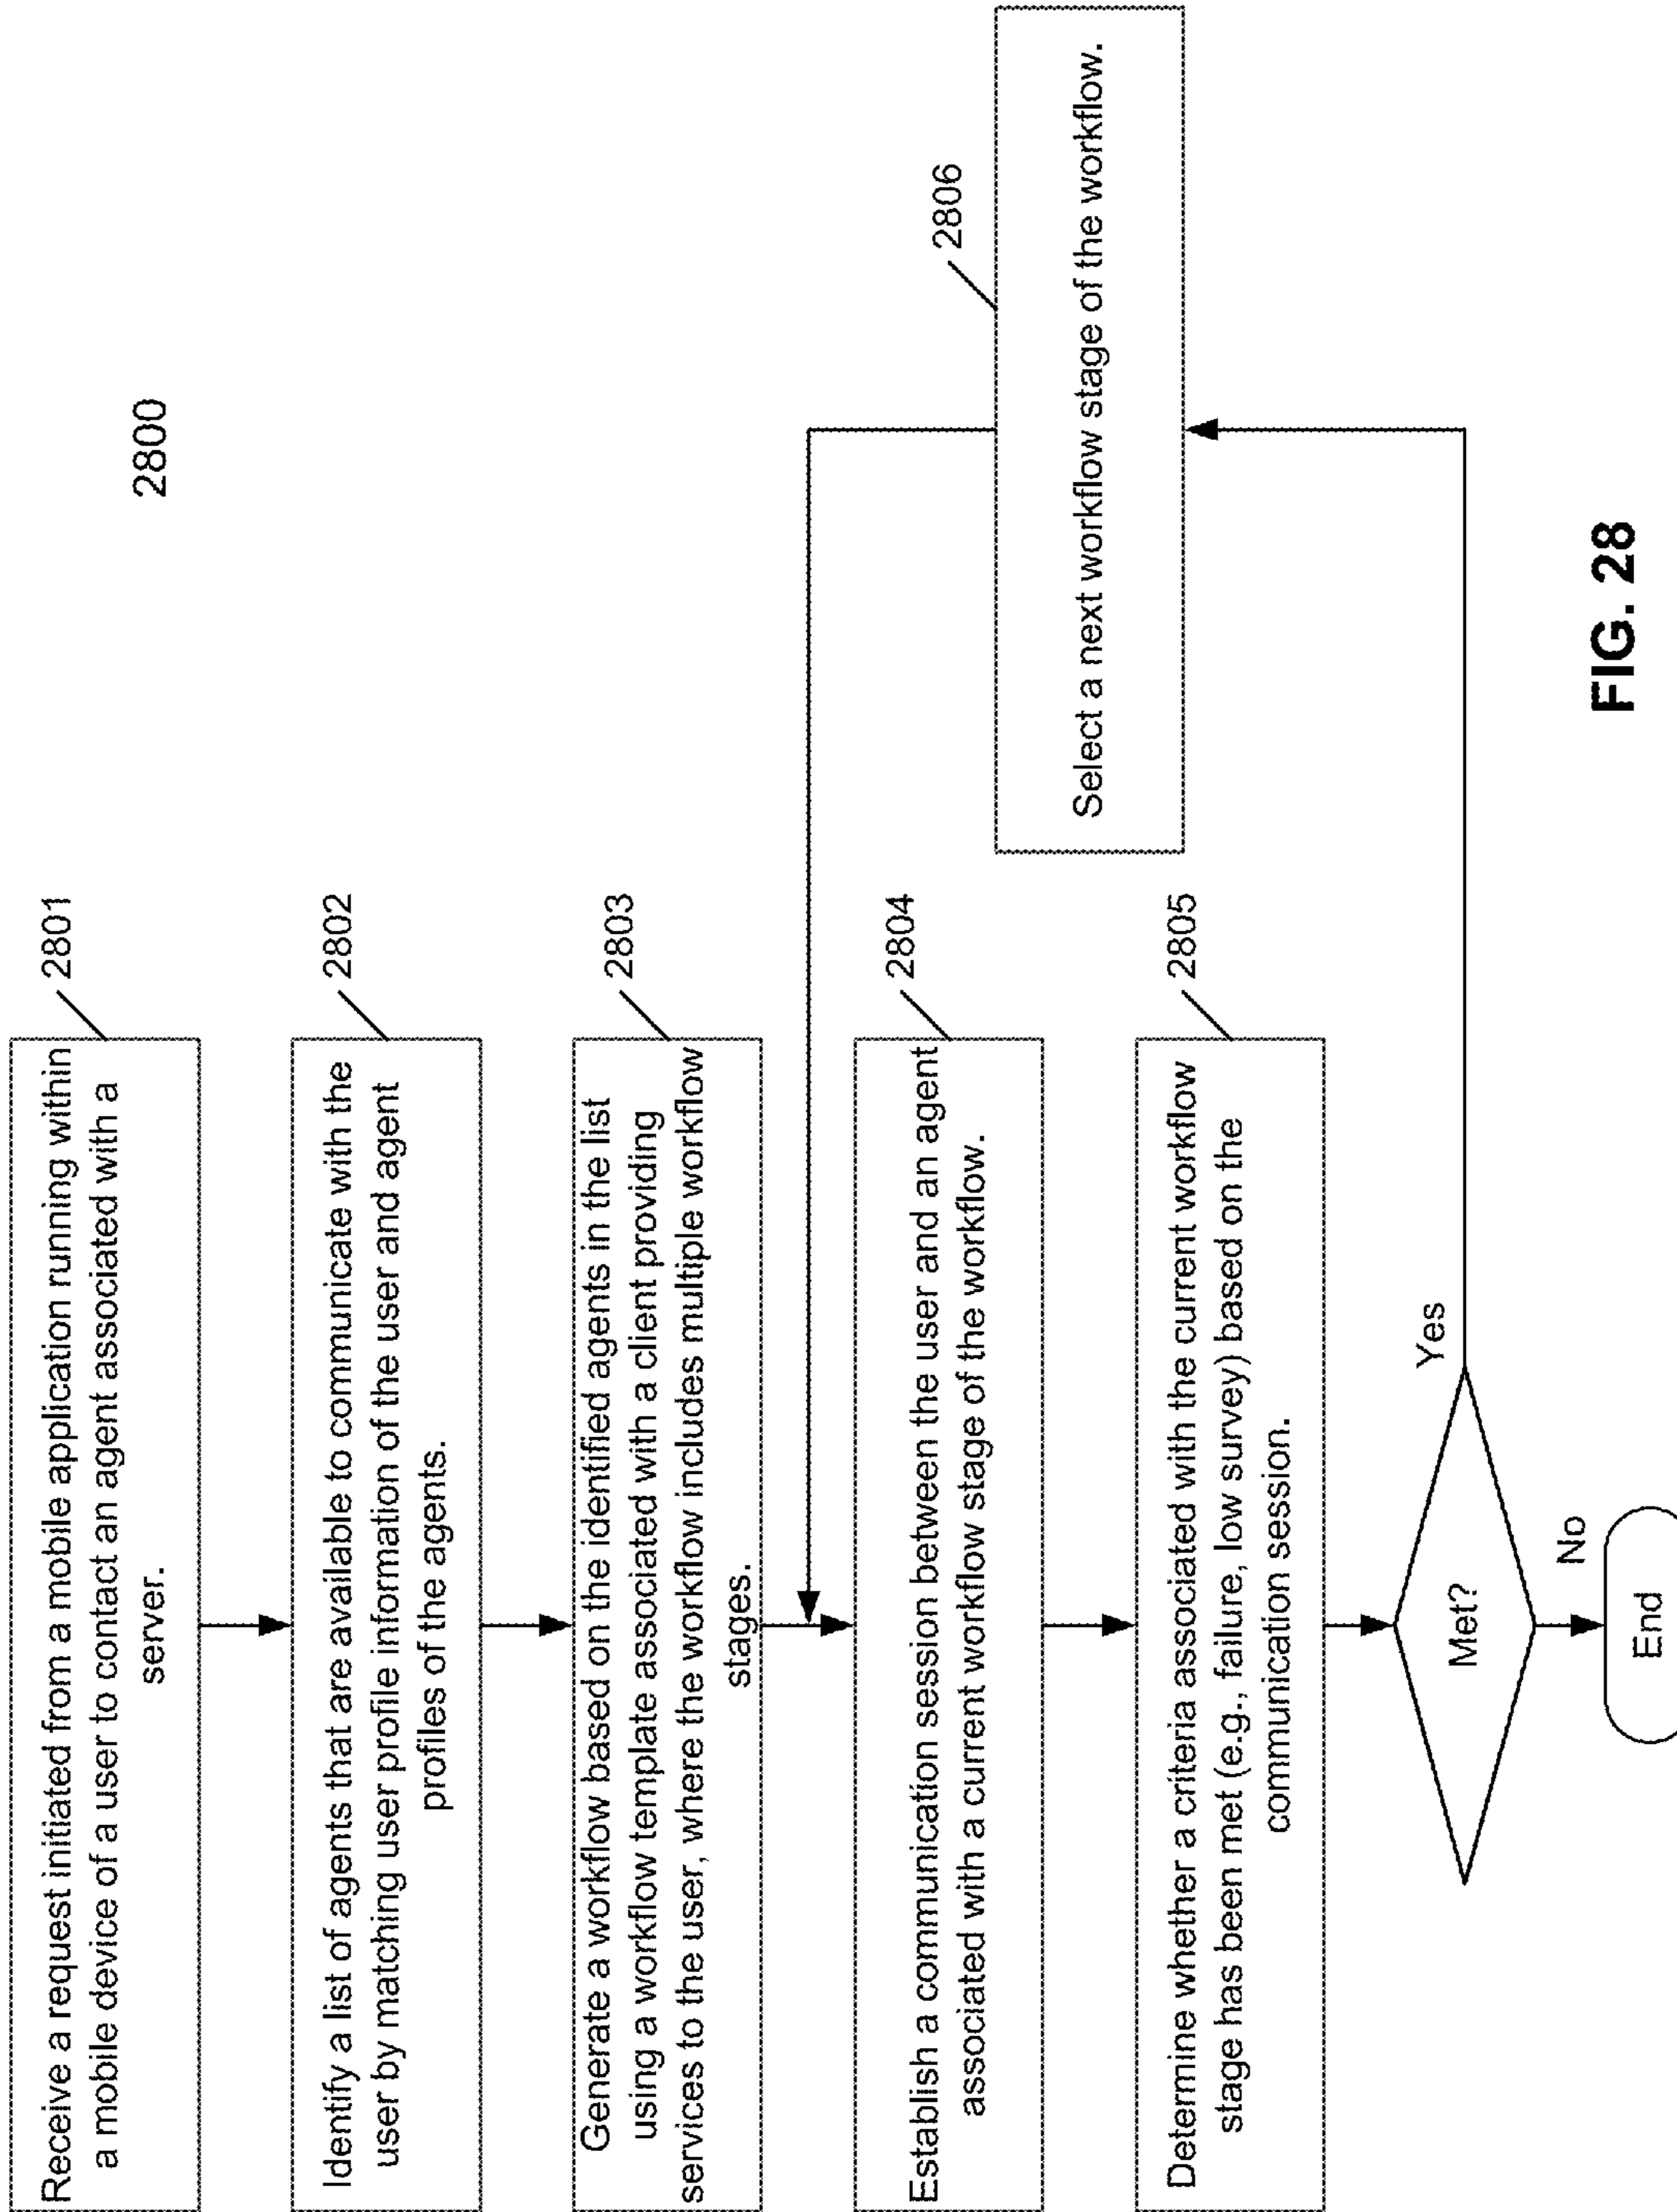 2800
Receive a request initiated from a mobile application running within
a mobile device of a user to contact an agent associated with a
server.
2801
Identify a list of agents that are available to communicate with the
user by matching user profile information of the user and agent
profiles of the agents.
2802
Generate a workflow based on the identified agents in the list
using a workflow template associated with a client providing
services to the user, where the workflow includes multiple workflow
stages.
2803
Establish a communication session between the user and an agent
associated with a current workflow stage of the workflow.
2804
Determine whether a criteria associated with the current workflow
stage has been met (e.g., failure, low survey) based on the
communication session.
2805
Met?
Yes
No
End
2806
Select a next workflow stage of the workflow.
FIG. 28